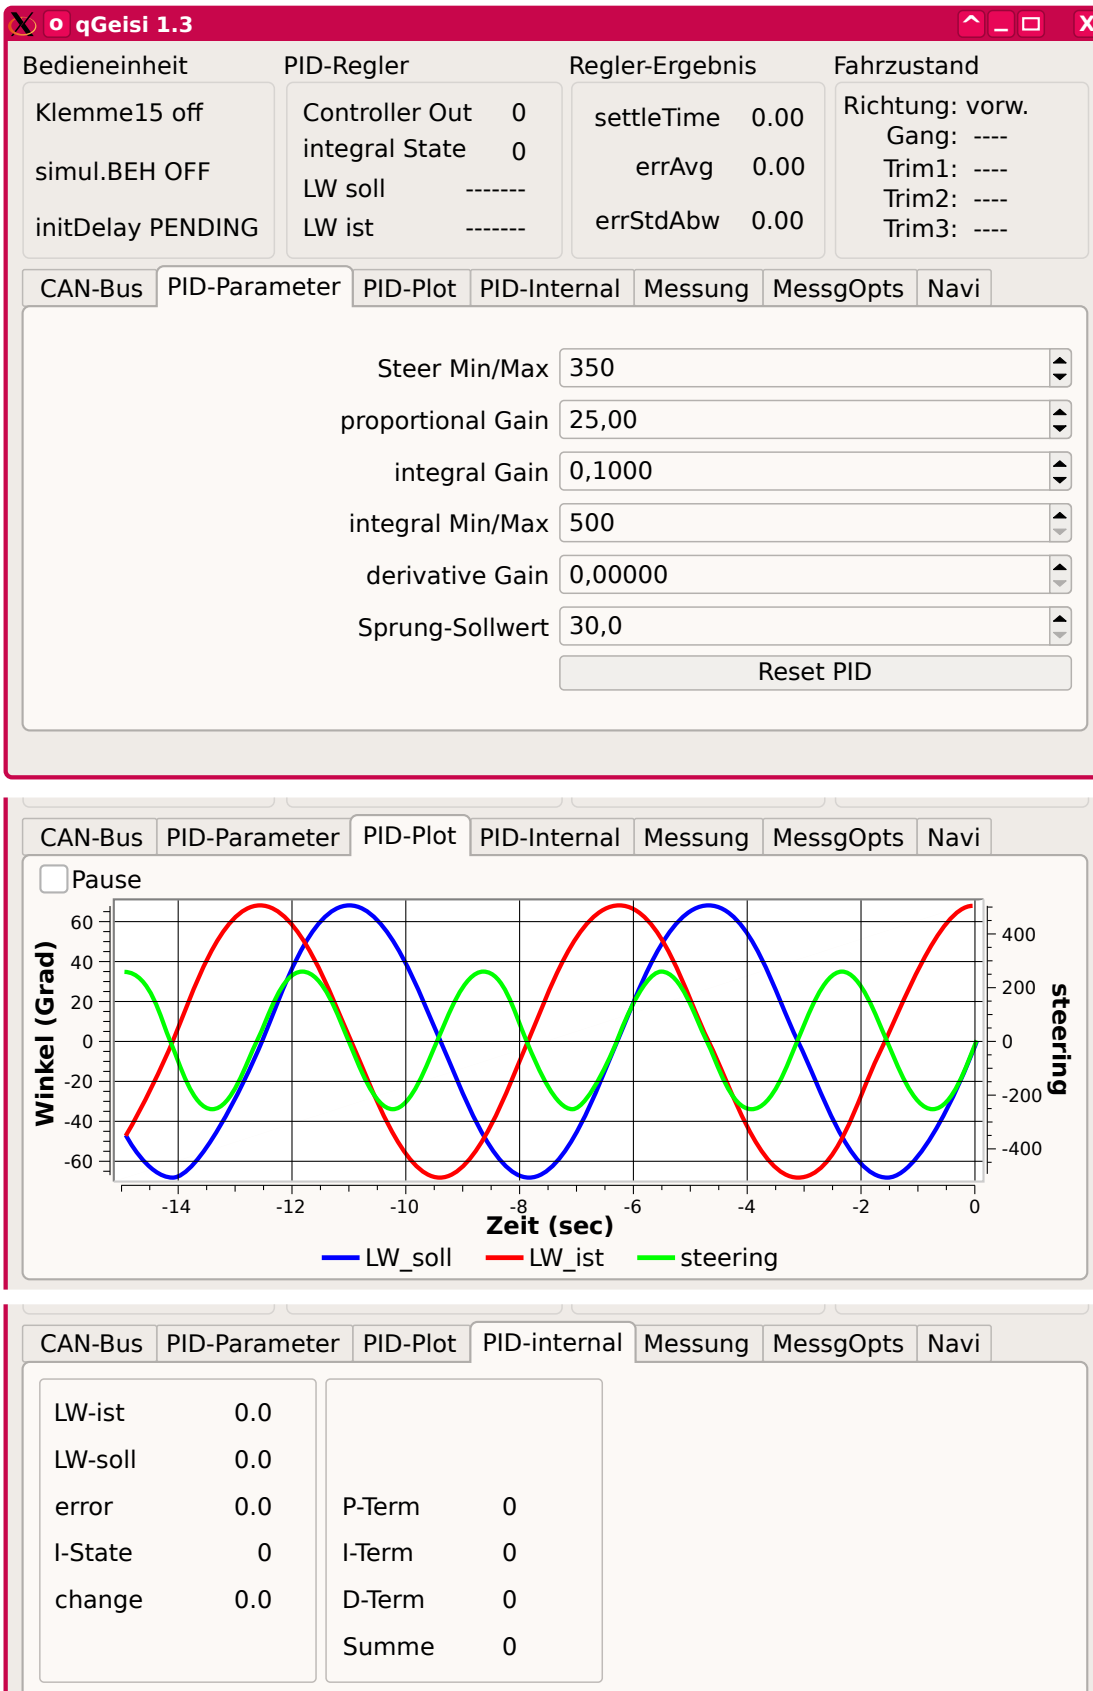 qGeisi 1.3
Bedieneinheit PID-Regler Regler-Ergebnis Fahrzustand
Klemme15 off
simul.BEH OFF
initDelay PENDING
Controller Out 0
integral State 0
LW soll -------
LW ist -------
settleTime 0.00
errAvg 0.00
errStdAbw 0.00
Richtung: vorw.
Gang: ----
Trim1: ----
Trim2: ----
Trim3: ----
CAN-Bus PID-Parameter PID-Plot PID-Internal Messung MessgOpts Navi
Steer Min/Max 350
proportional Gain 25,00
integral Gain 0,1000
integral Min/Max 500
derivative Gain 0,00000
Sprung-Sollwert 30,0
Reset PID
CAN-Bus PID-Parameter PID-Plot PID-Internal Messung MessgOpts Navi
Pause
Winkel (Grad)
60
40
20
0
-20
-40
-60
400
200
0
-200
-400
steering
-14 -12 -10 -8 -6 -4 -2 0
Zeit (sec)
LW_soll LW_ist steering
CAN-Bus PID-Parameter PID-Plot PID-internal Messung MessgOpts Navi
LW-ist 0.0
LW-soll 0.0
error 0.0
I-State 0
change 0.0
P-Term 0
I-Term 0
D-Term 0
Summe 0